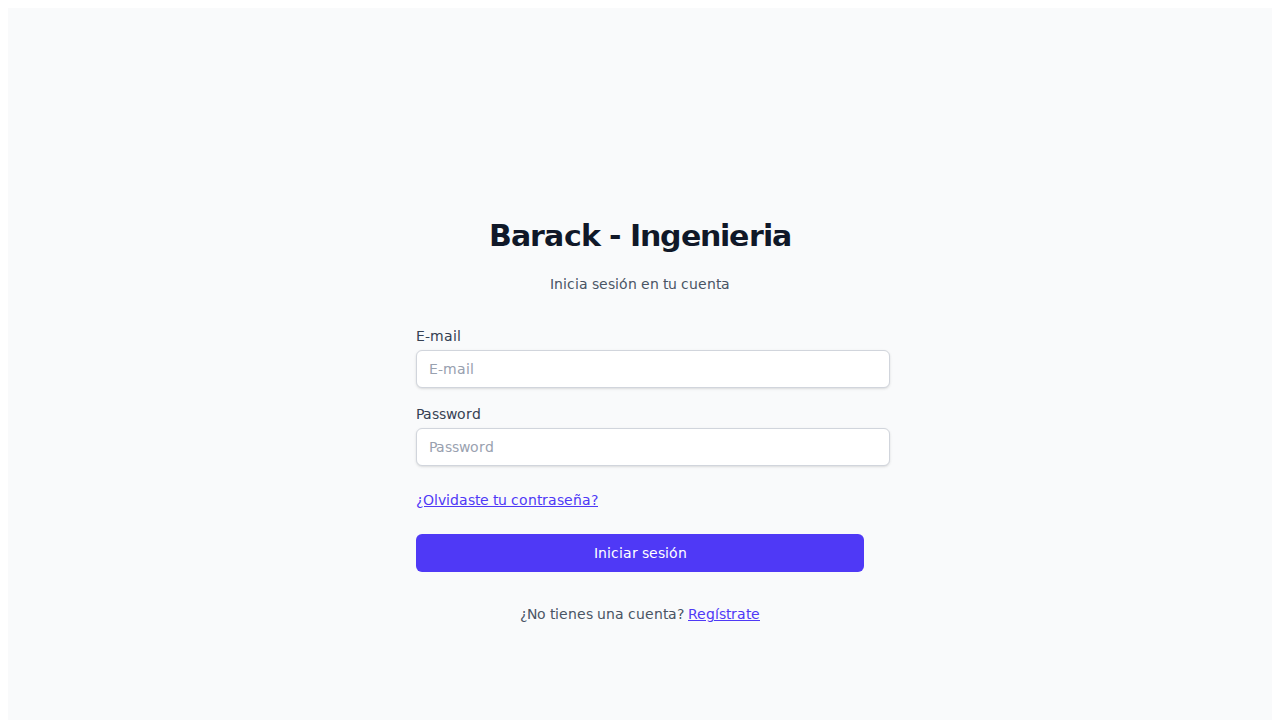 Barack - Ingenieria
Inicia sesión en tu cuenta
E-mail
E-mail
Password
Password
¿Olvidaste tu contraseña?
Iniciar sesión
¿No tienes una cuenta? Regístrate